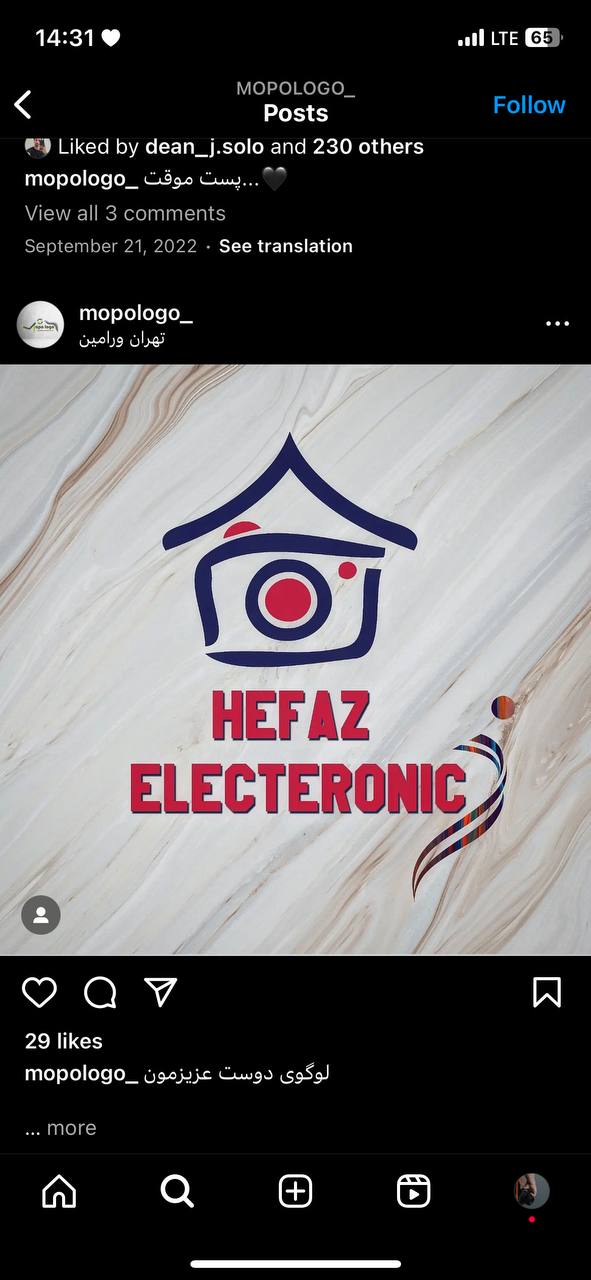 14:31
LTE 65
MOPOLOGO_
Posts
Follow
Liked by dean_j.solo and 230 others
mopologo_ پست موقت...🖤
View all 3 comments
September 21, 2022 · See translation
mopologo_
تهران ورامین
HEFAZ
ELECTERONIC
29 likes
mopologo_ لوگوی دوست عزیزمون
... more